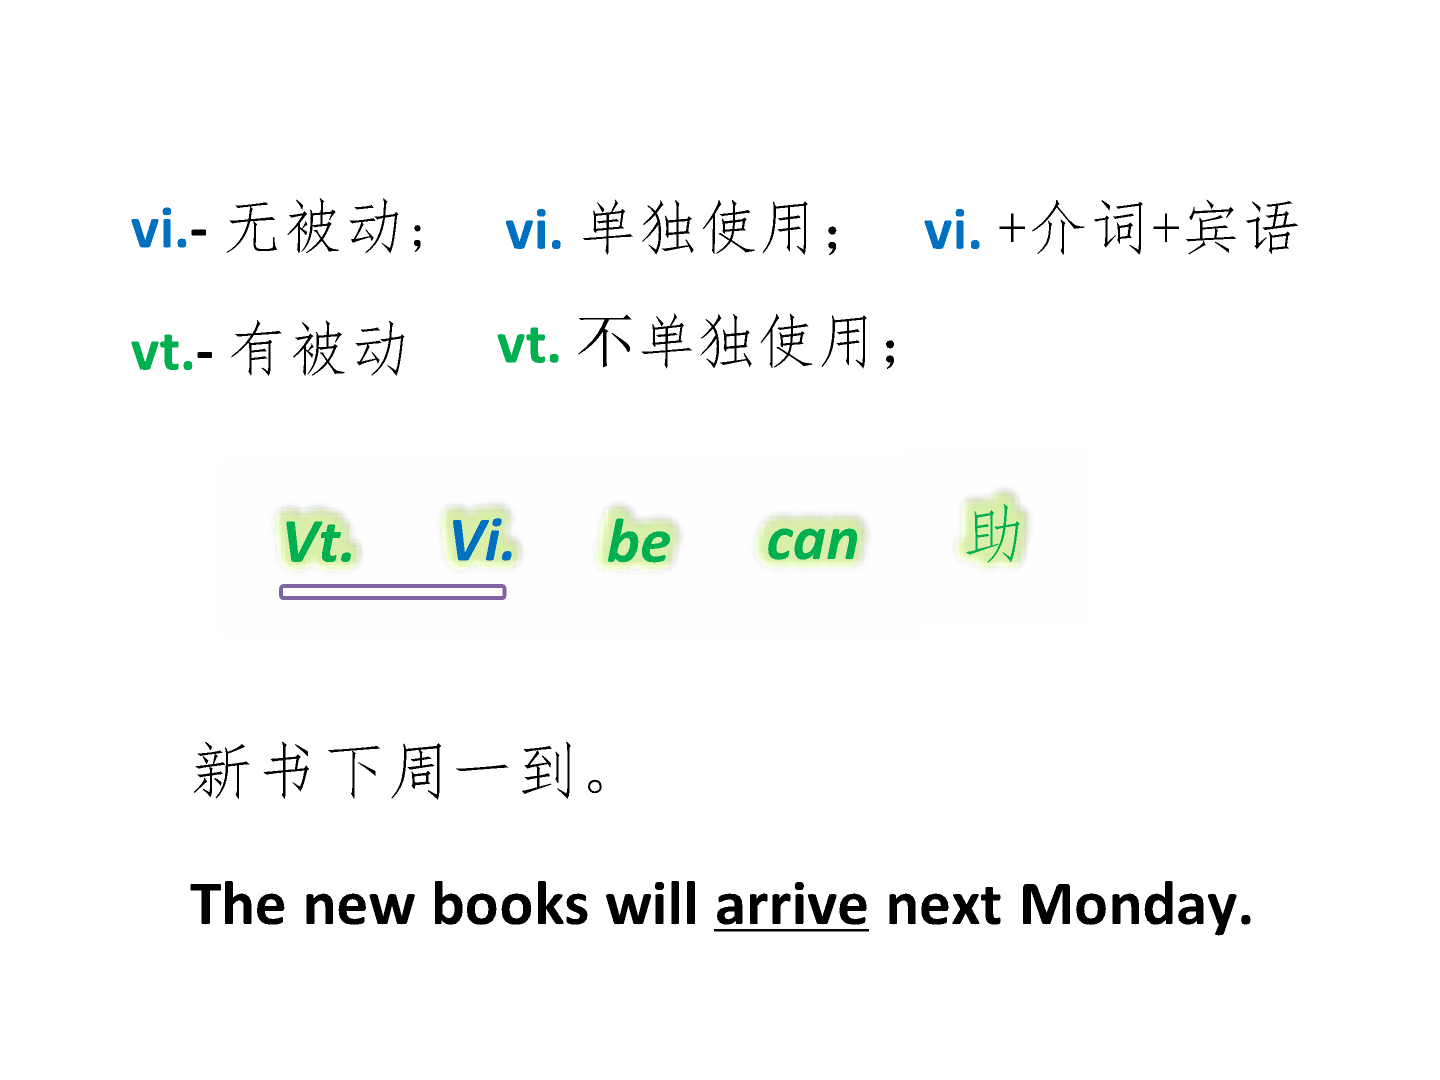 vi.- 无被动； vi. 单独使用； vi. +介词+宾语
vt.- 有被动 vt. 不单独使用；
Vt. Vi. be can 助
新书下周一到。
The new books will arrive next Monday.